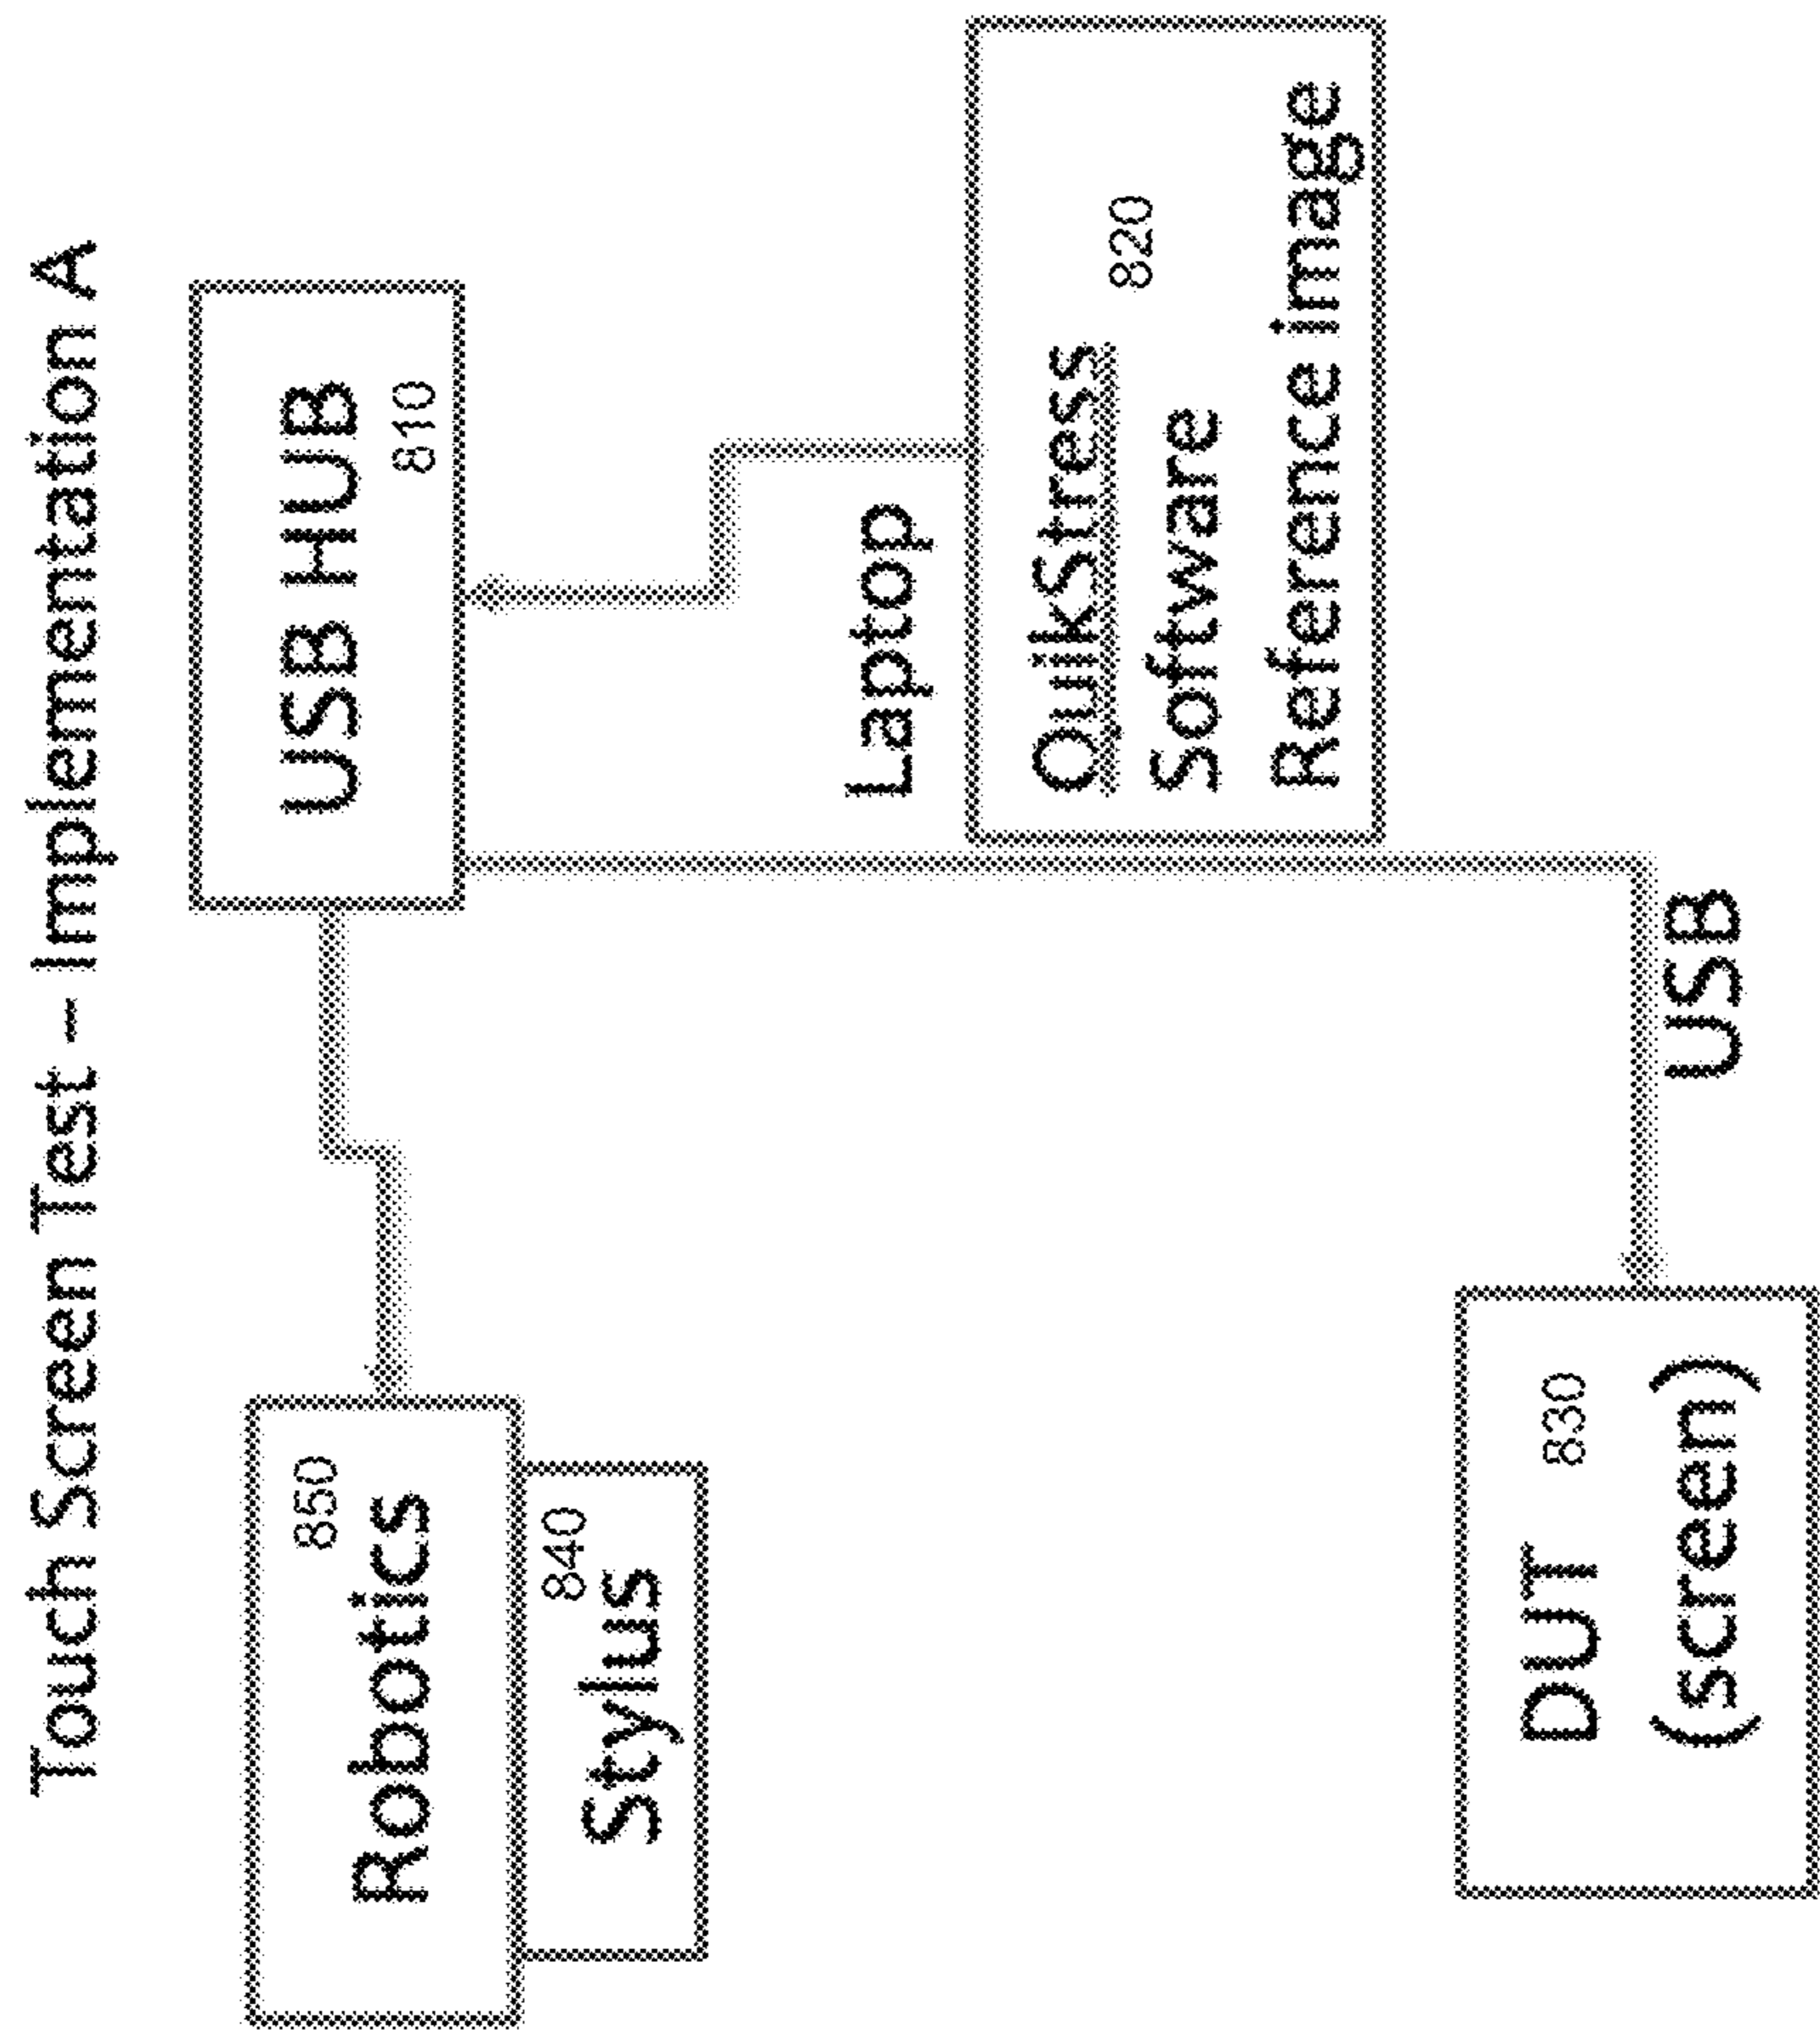 Touch Screen Test – Implementation A
850
Robotics
840
Stylus
USB HUB
810
Laptop
QuikStress
820
Software
Reference image
DUT 830
(screen)
USB